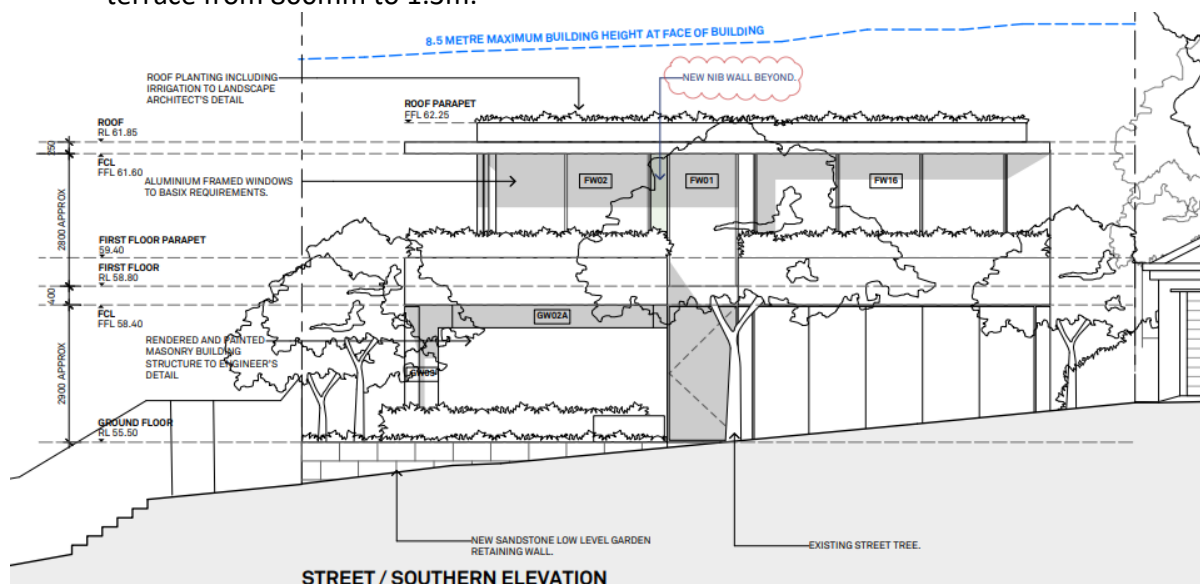 terrace from 800mm to 1.5m.
8.5 METRE MAXIMUM BUILDING HEIGHT AT FACE OF BUILDING
ROOF PLANTING INCLUDING
IRRIGATION TO LANDSCAPE
ARCHITECT'S DETAIL
NEW NIB WALL BEYOND.
ROOF PARAPET
FFL 62.25
ROOF
RL 61.85
250
FCL
FFL 61.60
ALUMINIUM FRAMED WINDOWS
TO BASIX REQUIREMENTS.
FW02
FW01
FW16
2800 APPROX
FIRST FLOOR PARAPET
59.40
FIRST FLOOR
RL 58.80
400
FCL
FFL 58.40
GW02A
RENDERED AND PAINTED
MASONRY BUILDING
STRUCTURE TO ENGINEER'S
DETAIL
2900 APPROX
GROUND FLOOR
RL 55.50
NEW SANDSTONE LOW LEVEL GARDEN
RETAINING WALL.
EXISTING STREET TREE.
STREET / SOUTHERN ELEVATION